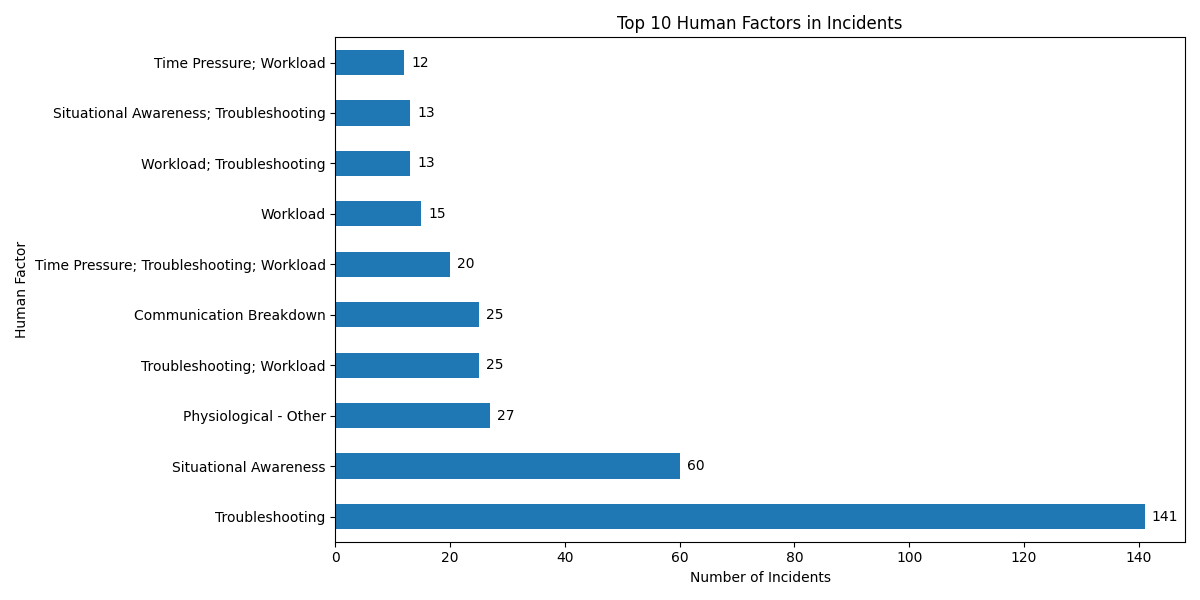 Top 10 Human Factors in Incidents
Human Factor
Time Pressure; Workload 12
Situational Awareness; Troubleshooting 13
Workload; Troubleshooting 13
Workload 15
Time Pressure; Troubleshooting; Workload 20
Communication Breakdown 25
Troubleshooting; Workload 25
Physiological - Other 27
Situational Awareness 60
Troubleshooting 141
0 20 40 60 80 100 120 140
Number of Incidents